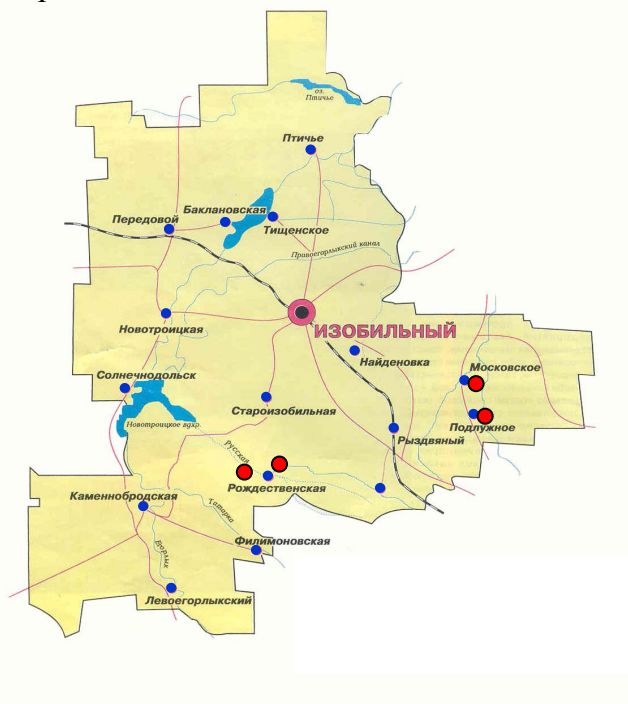 оз.
Птичье
Птичье
Баклановская
Передовой
Тищенское
Правоегорлыкский канал
Новотроицкая
ИЗОБИЛЬНЫЙ
Найденовка
Московское
Солнечнодольск
Староизобильная
Новотроицкое вдхр.
Подлужное
Рыздвяный
Русская
Рождественская
Каменнобродская
Татарка
Филимоновская
Егорлык
Левоегорлыкский